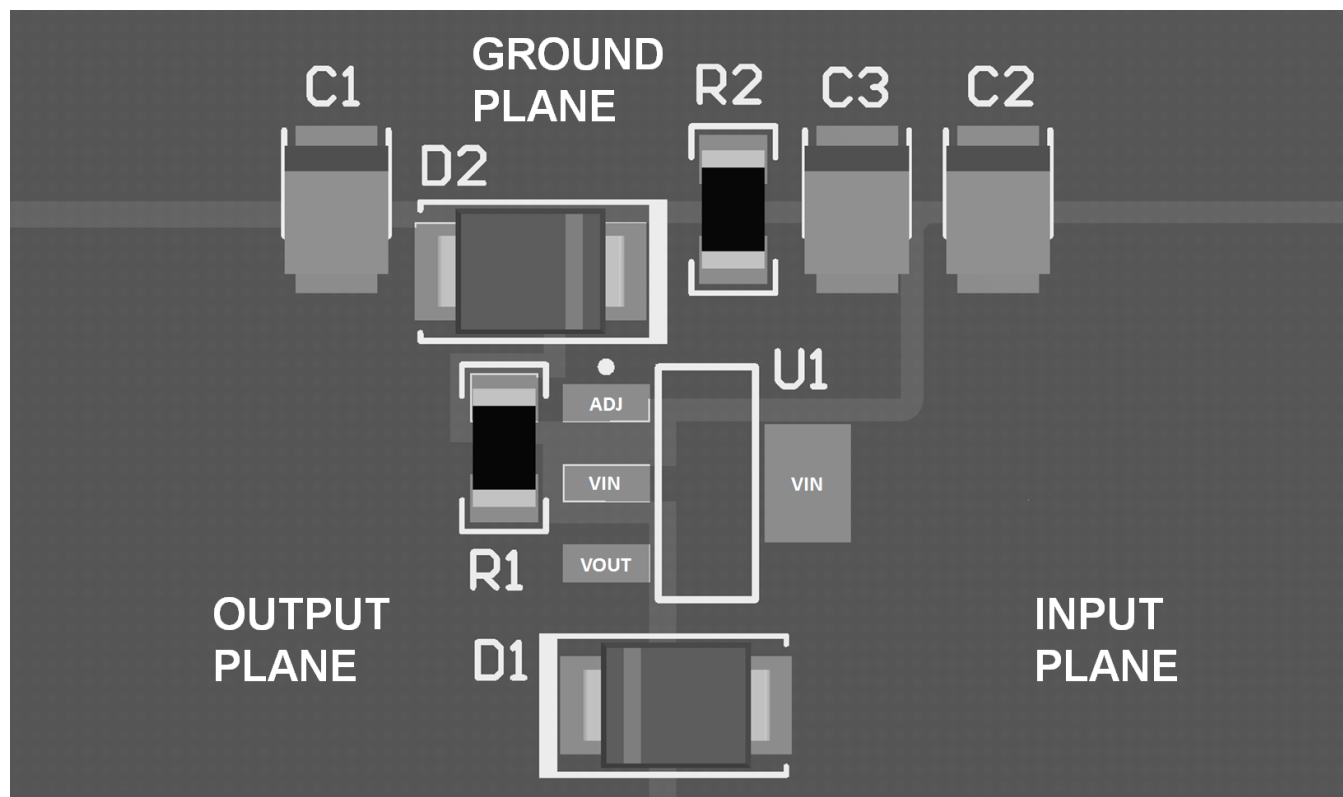 GROUND
PLANE
C1
R2
C3
C2
D2
U1
ADJ
VIN
VIN
VOUT
R1
OUTPUT
PLANE
INPUT
PLANE
D1